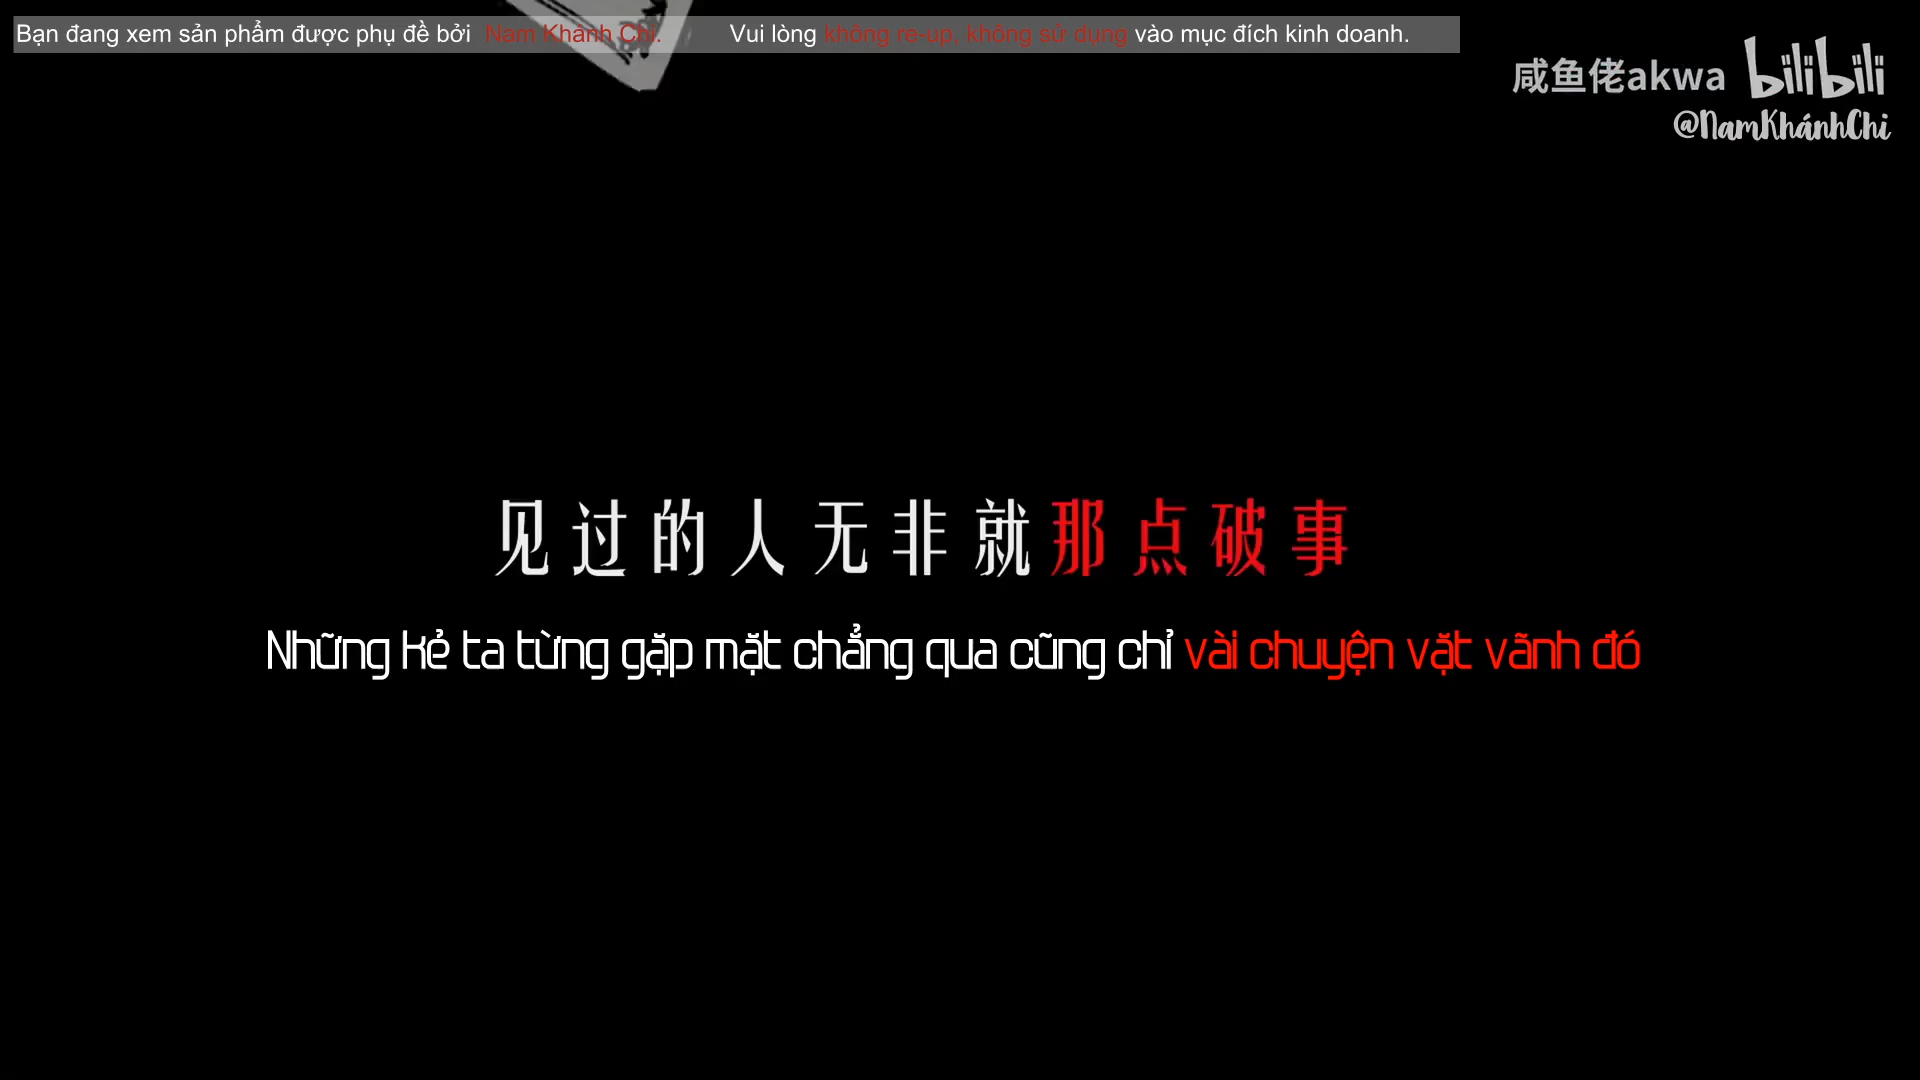 Bạn đang xem sản phẩm được phụ đề bởi Nam Khánh Chi. Vui lòng không re-up, không sử dụng vào mục đích kinh doanh.
咸鱼佬akwa bilibili
@NamKhánhChi
见过的人无非就那点破事
Những kẻ ta từng gặp mặt chẳng qua cũng chỉ vài chuyện vặt vãnh đó